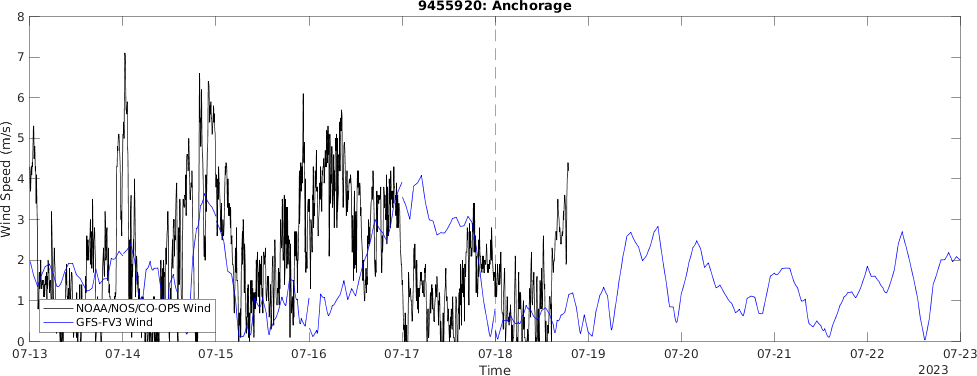 9455920: Anchorage
8
7
6
5
4
3
2
1
0
Wind Speed (m/s)
NOAA/NOS/CO-OPS Wind
GFS-FV3 Wind
07-13 07-14 07-15 07-16 07-17 07-18 07-19 07-20 07-21 07-22 07-23
Time
2023